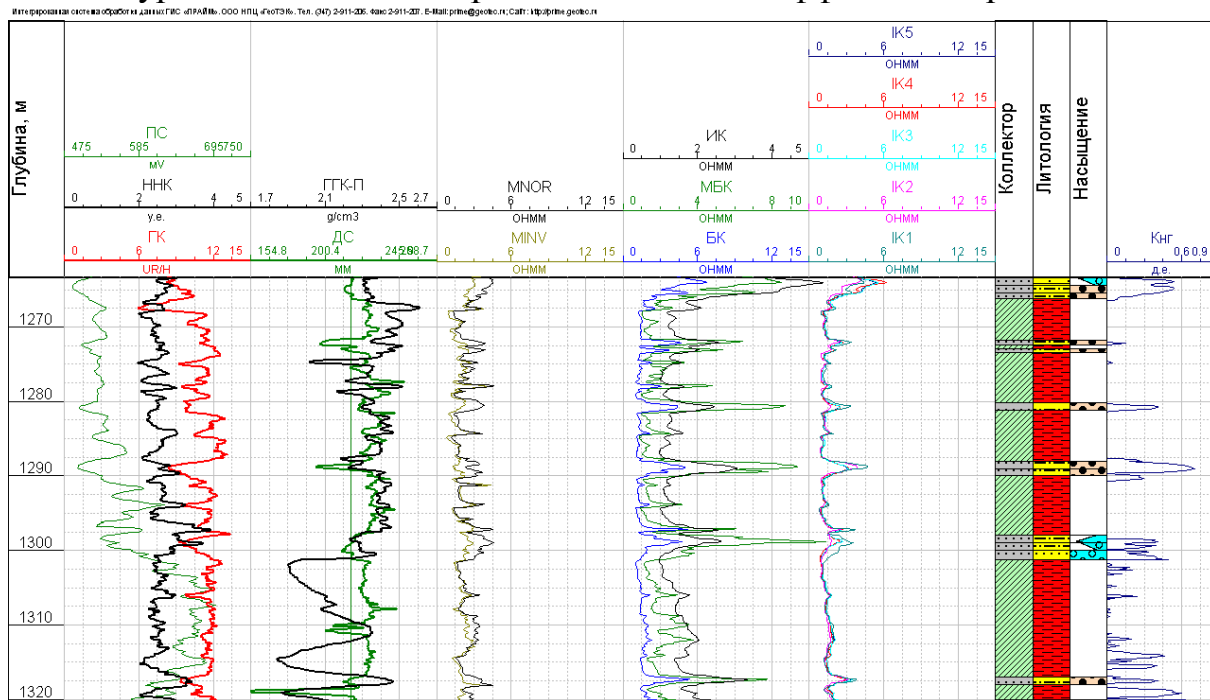 Интегрированная система обработки данных ГИС «ПРАЙМ». ООО НПЦ «ГеоТЭК». Тел. (347) 2-911-206. Факс 2-911-207. E-Mail: prime@geotec.ru; Сайт: http://prime.geotec.ru
Глубина, м
ПС
475 585 695 750
мV
ННК
0 2 4 5
у.е.
ГК
0 6 12 15
UR/H
ГГК-П
1.7 2,1 2,5 2.7
g/cm3
ДС
154.8 200.4
ММ
MNOR
0 6 12 15
ОНММ
MINV
0 6 12 15
ОНММ
ИК
0 2 4 5
ОНММ
МБК
0 4 8 10
ОНММ
БК
0 6 12 15
ОНММ
IK5
0 6 12 15
ОНММ
IK4
0 6 12 15
ОНММ
IK3
0 6 12 15
ОНММ
IK2
0 6 12 15
ОНММ
IK1
0 6 12 15
ОНММ
Коллектор
Литология
Насыщение
Кнг
0 0.6 0.9
д.е.
1270
1280
1290
1300
1310
1320